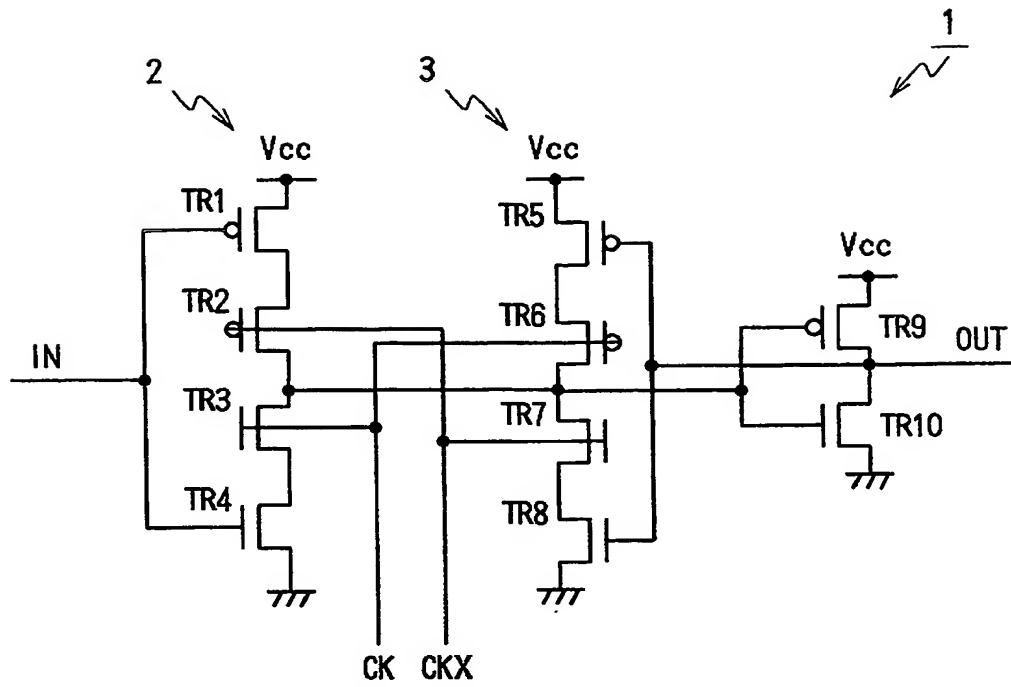 1
2
3
Vcc
Vcc
TR1
TR5
Vcc
TR2
TR6
TR9
IN
OUT
TR3
TR7
TR10
TR4
TR8
CK
CKX